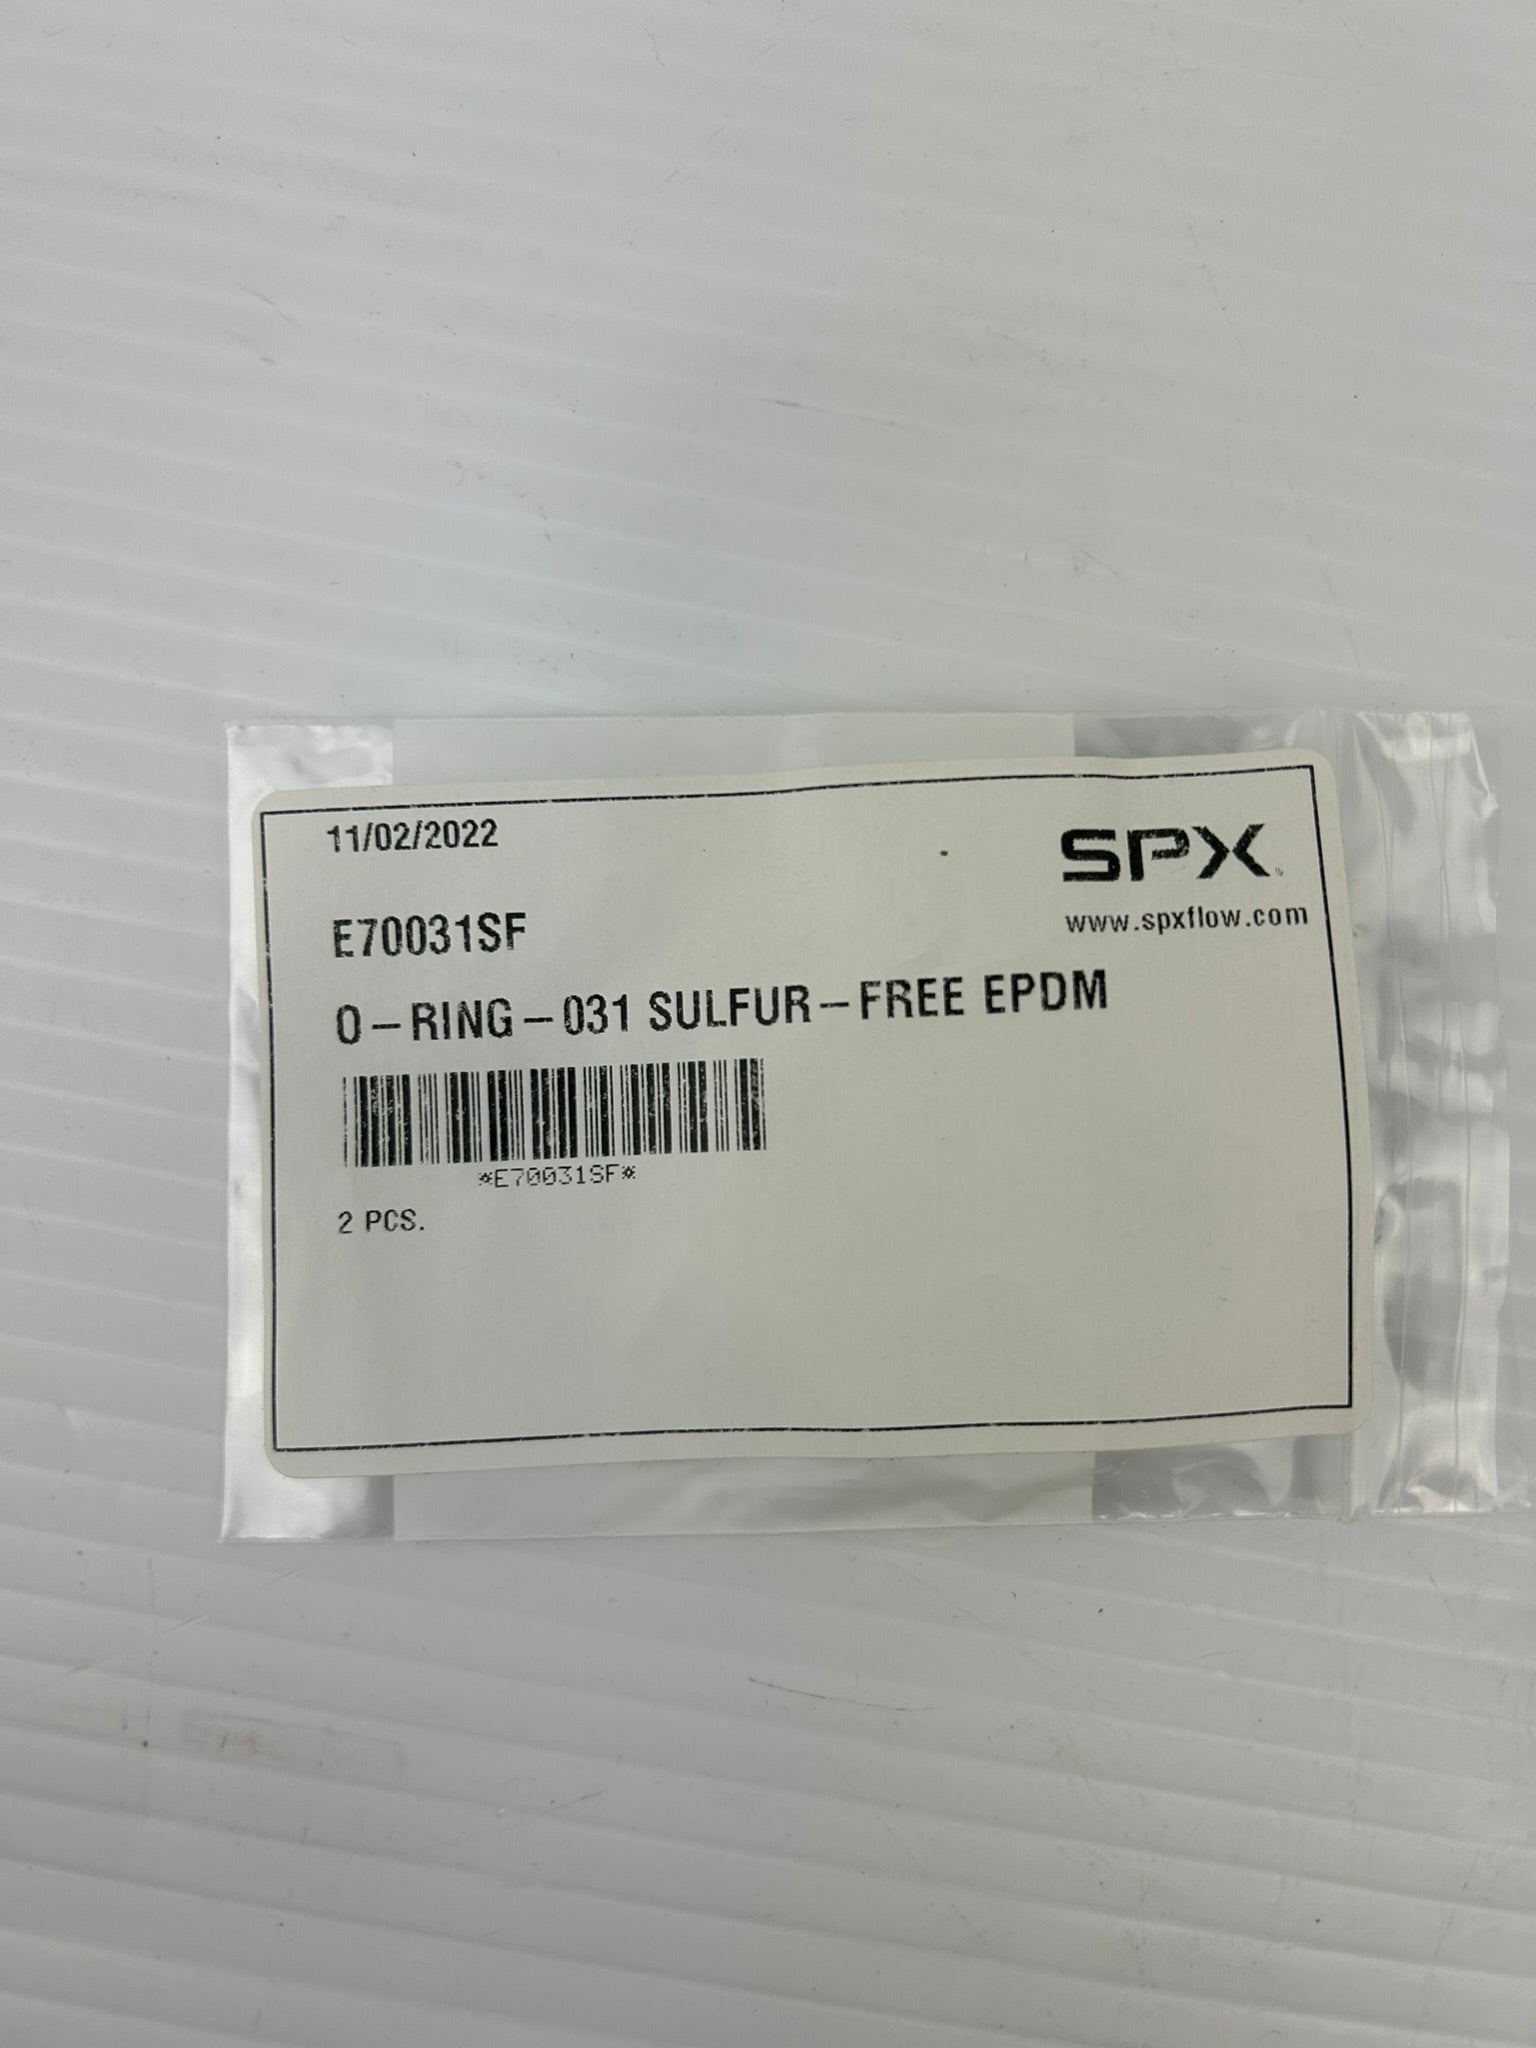 11/02/2022
SPX
www.spxflow.com
E70031SF
O-RING-031 SULFUR-FREE EPDM
*E70031SF*
2 PCS.